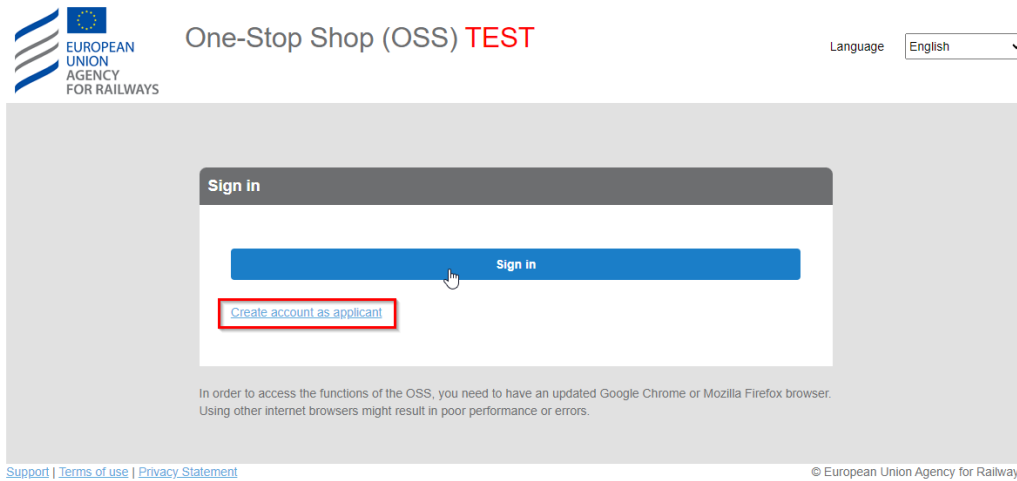 EUROPEAN
UNION
AGENCY
FOR RAILWAYS
One-Stop Shop (OSS) TEST
Language
English
Sign in
Sign in
Create account as applicant
In order to access the functions of the OSS, you need to have an updated Google Chrome or Mozilla Firefox browser.
Using other internet browsers might result in poor performance or errors.
Support | Terms of use | Privacy Statement
© European Union Agency for Railway